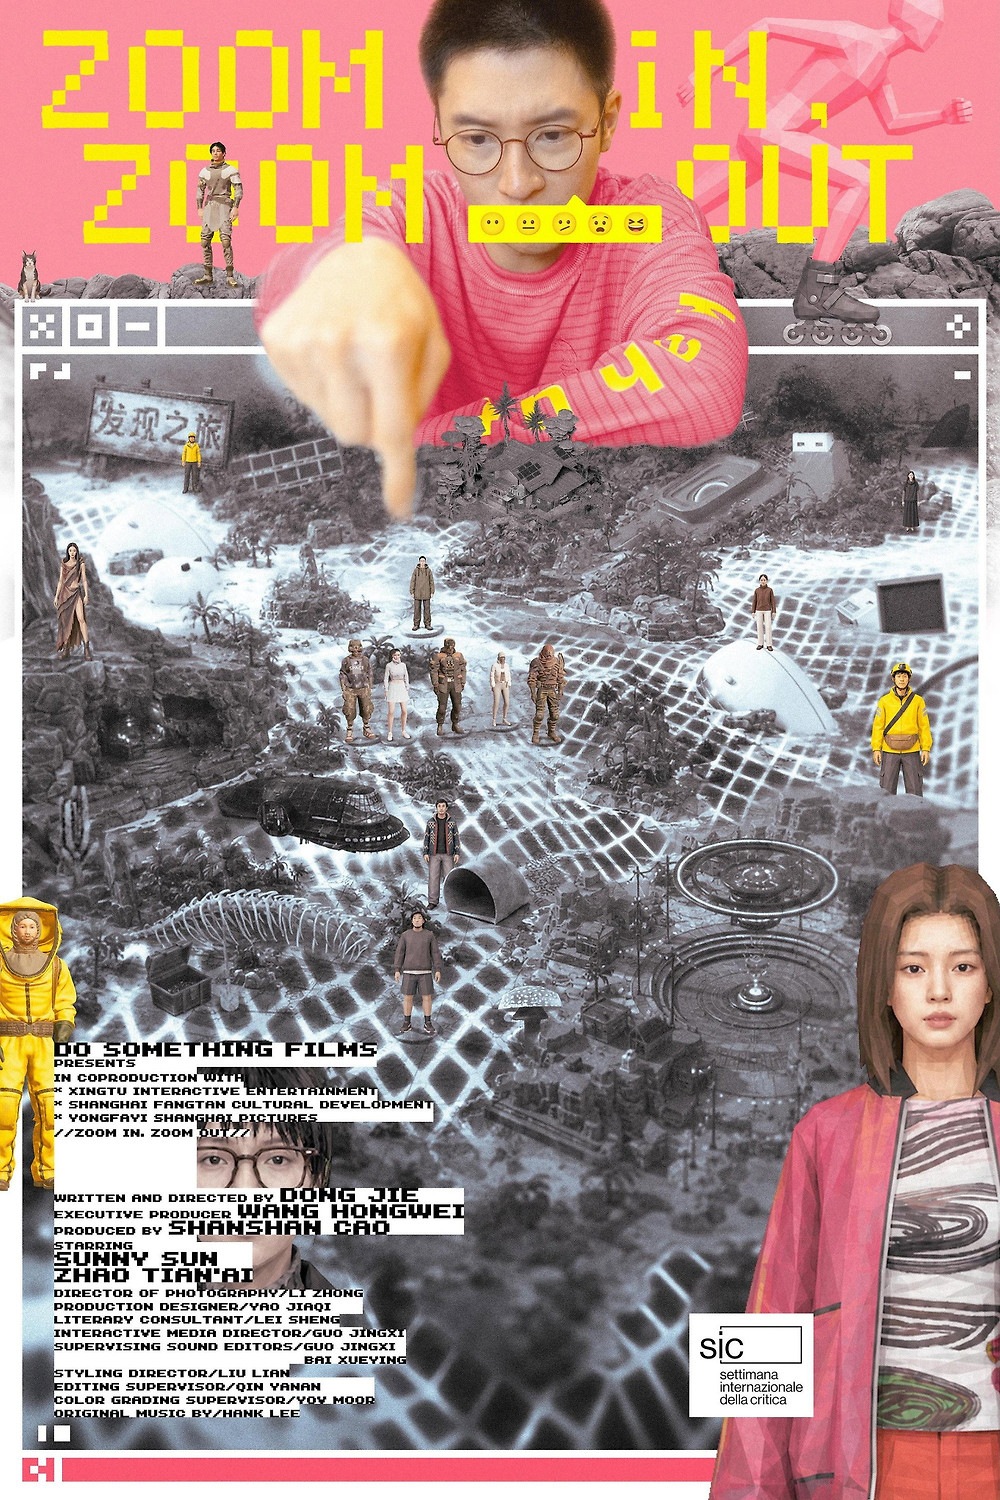 ZOOM iN,
ZOOM OUT
发现之旅
DO SOMETHING FILMS
PRESENTS
IN COPRODUCTION WITH
* XINGTU INTERACTIVE ENTERTAINMENT
* SHANGHAI FANGTAN CULTURAL DEVELOPMENT
* YONGFAYI SHANGHAI PICTURES
//ZOOM IN. ZOOM OUT//
WRITTEN AND DIRECTED BY DONG JIE
EXECUTIVE PRODUCER WANG HONGWEI
PRODUCED BY SHANSHAN CAO
STARRING
SUNNY SUN
ZHAO TIAN'AI
DIRECTOR OF PHOTOGRAPHY/LI ZHONG
PRODUCTION DESIGNER/YAO JIAQI
LITERARY CONSULTANT/LEI SHENG
INTERACTIVE MEDIA DIRECTOR/GUO JINGXI
SUPERVISING SOUND EDITORS/GUO JINGXI
BAI XUEYING
STYLING DIRECTOR/LIU LIAN
EDITING SUPERVISOR/QIN YANAN
COLOR GRADING SUPERVISOR/YOV MOOR
ORIGINAL MUSIC BY/HANK LEE
sic
settimana
internazionale
della critica